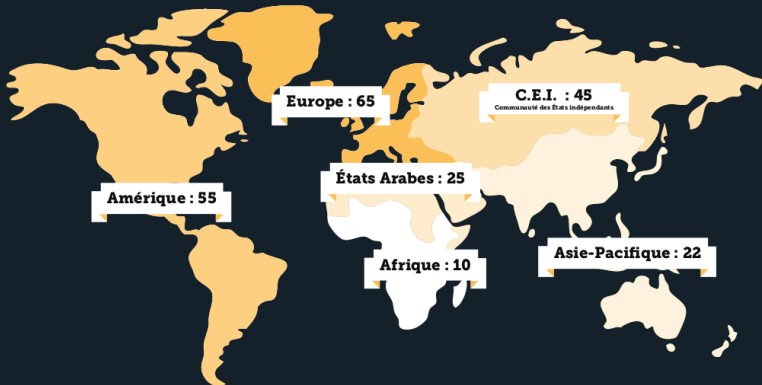 Europe : 65
C.E.I. : 45
Communauté des États indépendants
États Arabes : 25
Amérique : 55
Asie-Pacifique : 22
Afrique : 10